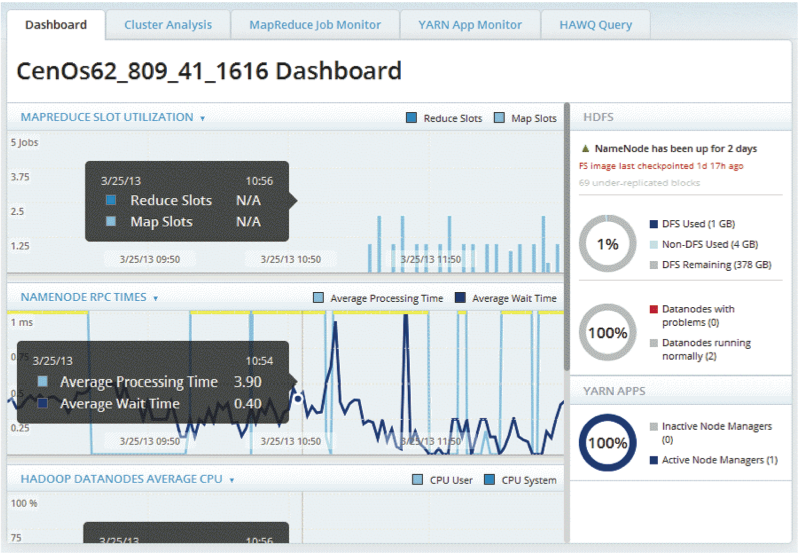 Dashboard
Cluster Analysis
MapReduce Job Monitor
YARN App Monitor
HAWQ Query
CenOs62_809_41_1616 Dashboard
MAPREDUCE SLOT UTILIZATION
Reduce Slots
Map Slots
5 Jobs
3.75
2.5
1.25
3/25/13 10:56
Reduce Slots N/A
Map Slots N/A
3/25/13 09:50
3/25/13 10:50
3/25/13 11:50
NAMENODE RPC TIMES
Average Processing Time
Average Wait Time
1 ms
0.75
0.5
0.25
3/25/13 10:54
Average Processing Time 3.90
Average Wait Time 0.40
3/25/13 09:50
3/25/13 10:50
3/25/13 11:50
HADOOP DATANODES AVERAGE CPU
CPU User
CPU System
100 %
75
3/25/13 10:56
HDFS
NameNode has been up for 2 days
FS image last checkpointed 1d 17h ago
69 under-replicated blocks
1%
DFS Used (1 GB)
Non-DFS Used (4 GB)
DFS Remaining (378 GB)
100%
Datanodes with
problems (0)
Datanodes running
normally (2)
YARN APPS
100%
Inactive Node Managers
(0)
Active Node Managers (1)